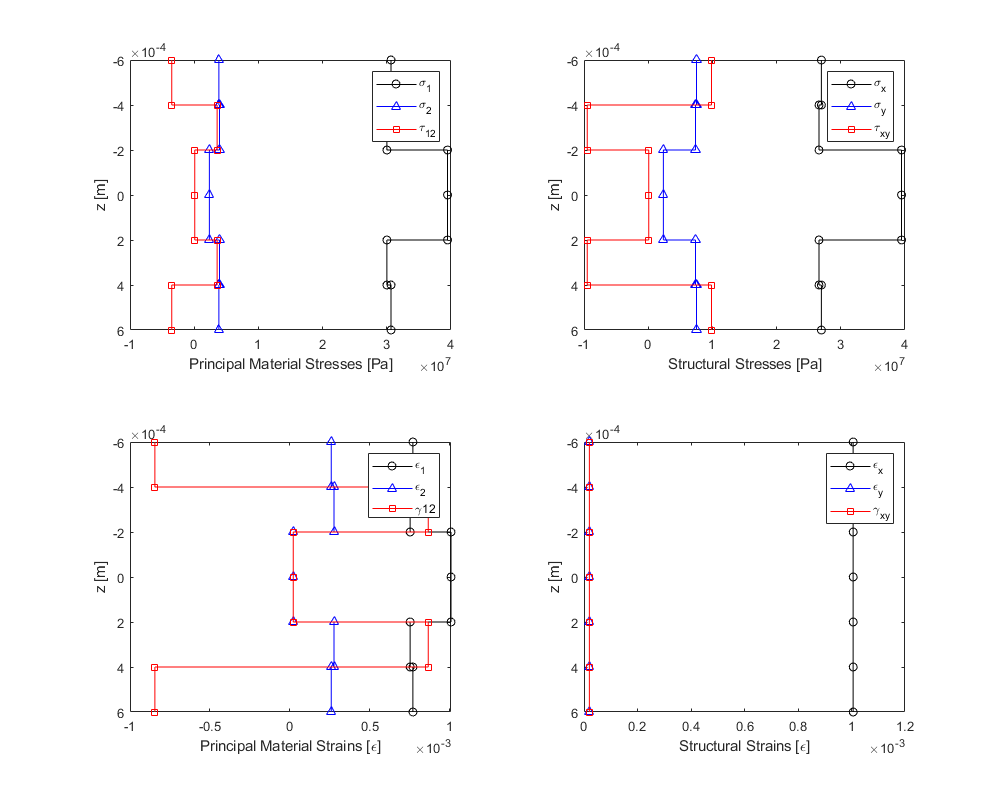 ×10⁻⁴
-6
-4
-2
0
2
4
6
z [m]
σ₁
σ₂
τ₁₂
-1 0 1 2 3 4
Principal Material Stresses [Pa]
×10⁷
×10⁻⁴
-6
-4
-2
0
2
4
6
z [m]
σₓ
σ_y
τ_xy
-1 0 1 2 3 4
Structural Stresses [Pa]
×10⁷
×10⁻⁴
-6
-4
-2
0
2
4
6
z [m]
ϵ₁
ϵ₂
γ12
-1 -0.5 0 0.5 1
Principal Material Strains [ϵ]
×10⁻³
×10⁻⁴
-6
-4
-2
0
2
4
6
z [m]
ϵₓ
ϵ_y
γ_xy
0 0.2 0.4 0.6 0.8 1 1.2
Structural Strains [ϵ]
×10⁻³